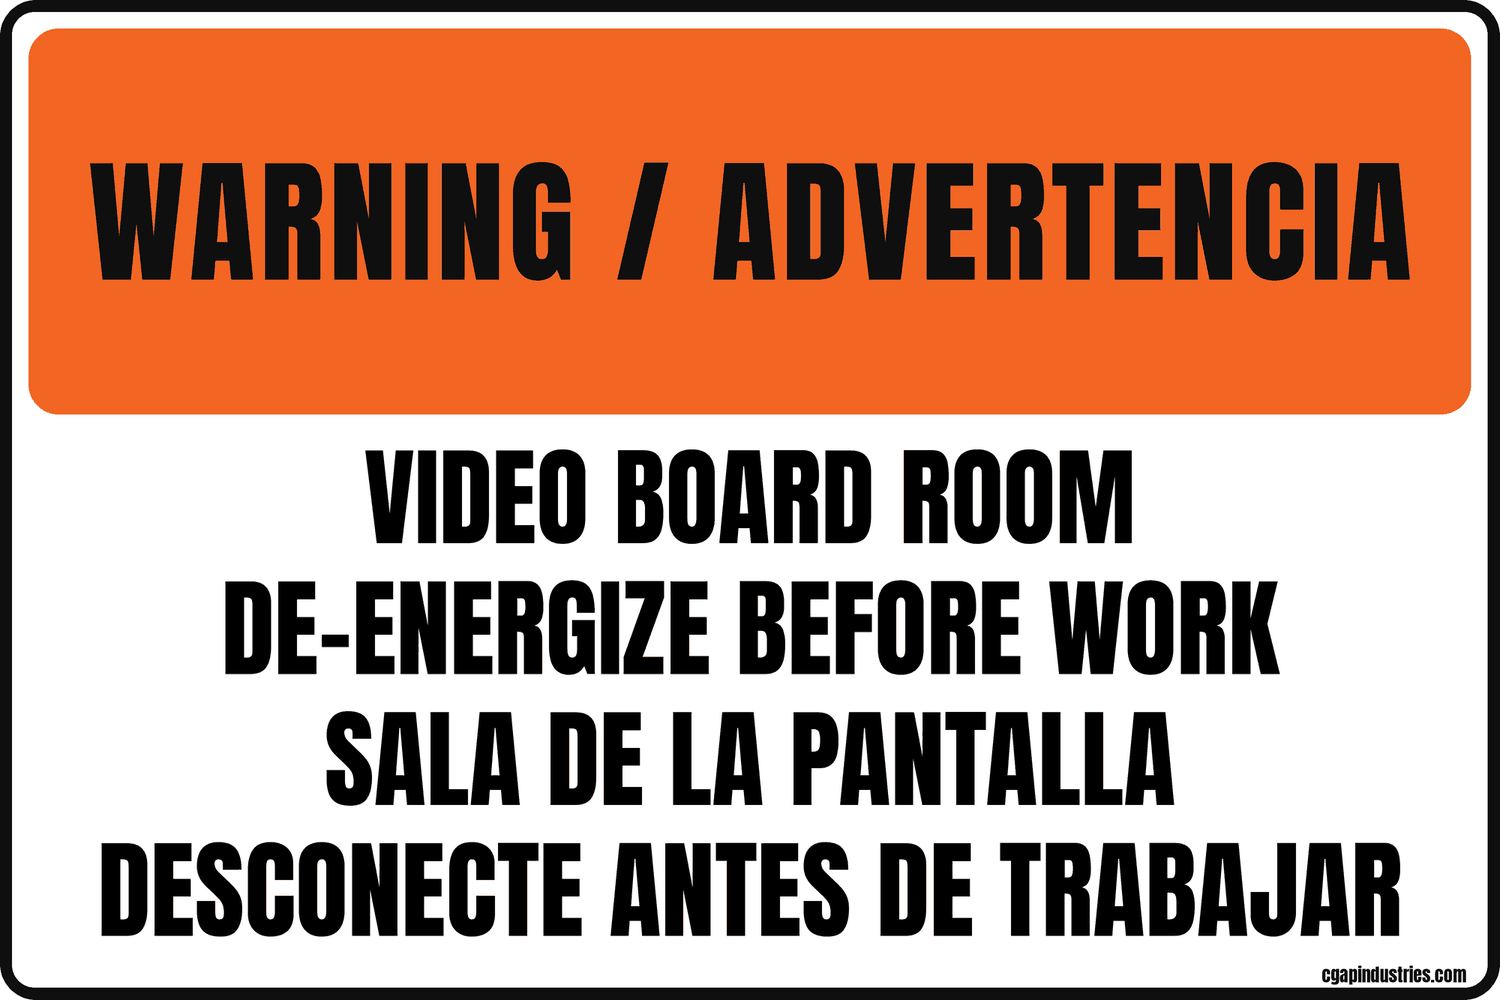 WARNING / ADVERTENCIA
VIDEO BOARD ROOM
DE-ENERGIZE BEFORE WORK
SALA DE LA PANTALLA
DESCONECTE ANTES DE TRABAJAR
cgapindustries.com